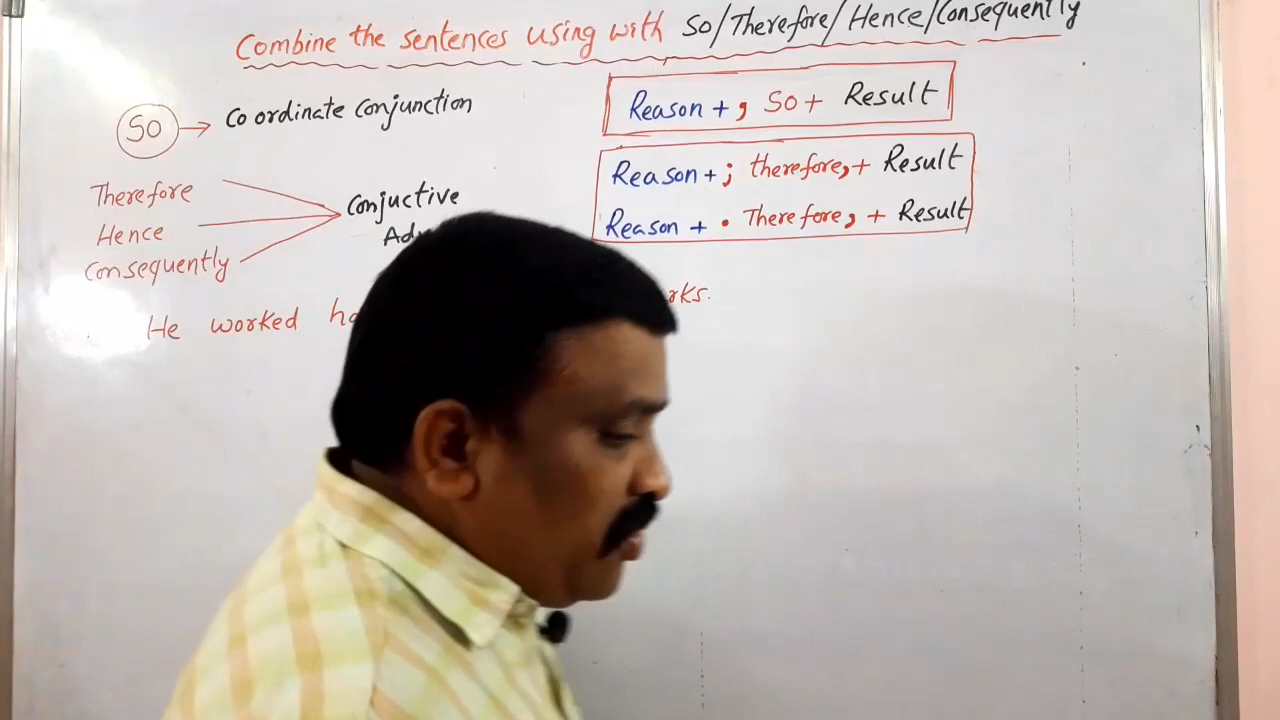 Combine the sentences using with So/Therefore/Hence/Consequently
So → Coordinate conjunction
Reason + , So + Result
Therefore
Hence
Consequently
Conjuctive
Reason + ; therefore, + Result
Reason + . Therefore, + Result
He worked